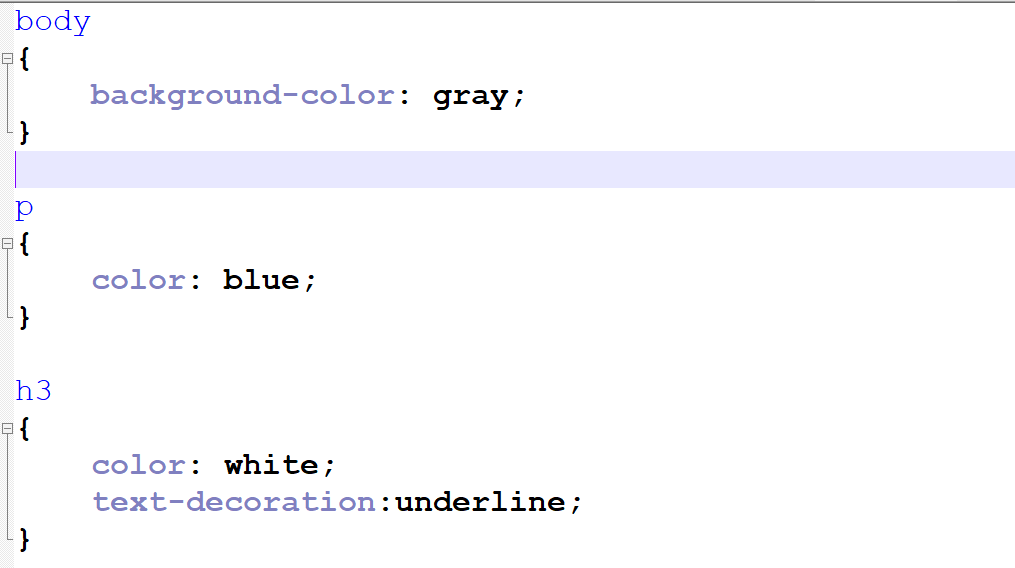 body
{
    background-color: gray;
}

p
{
    color: blue;
}

h3
{
    color: white;
    text-decoration:underline;
}